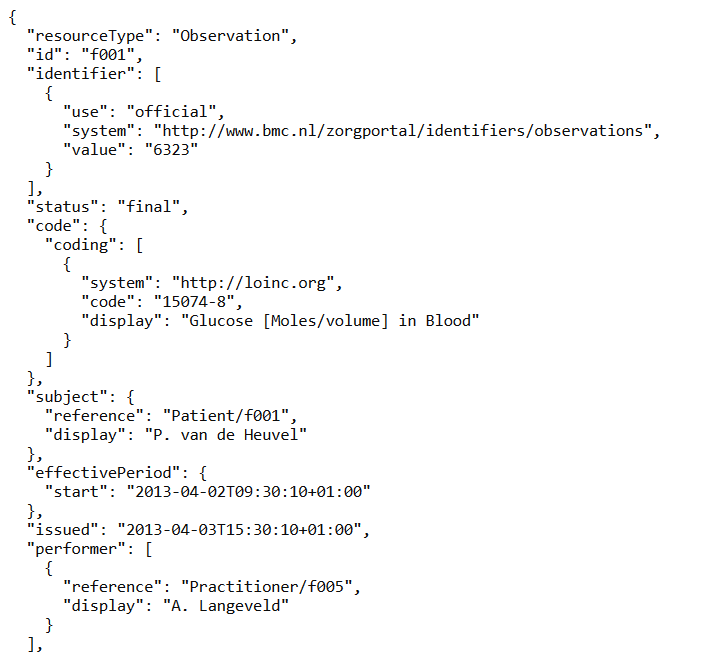 {
  "resourceType": "Observation",
  "id": "f001",
  "identifier": [
    {
      "use": "official",
      "system": "http://www.bmc.nl/zorgportal/identifiers/observations",
      "value": "6323"
    }
  ],
  "status": "final",
  "code": {
    "coding": [
      {
        "system": "http://loinc.org",
        "code": "15074-8",
        "display": "Glucose [Moles/volume] in Blood"
      }
    ]
  },
  "subject": {
    "reference": "Patient/f001",
    "display": "P. van de Heuvel"
  },
  "effectivePeriod": {
    "start": "2013-04-02T09:30:10+01:00"
  },
  "issued": "2013-04-03T15:30:10+01:00",
  "performer": [
    {
      "reference": "Practitioner/f005",
      "display": "A. Langeveld"
    }
  ],